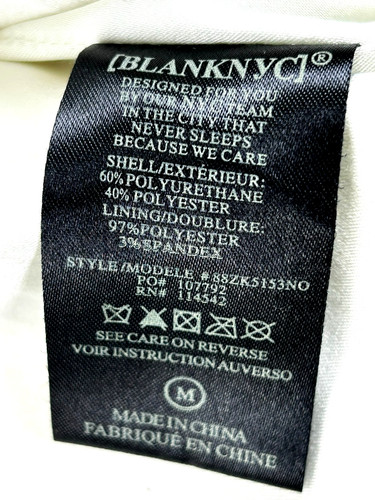 [BLANKNYC]®
DESIGNED FOR YOU
BY OUR NYC TEAM
IN THE CITY THAT
NEVER SLEEPS
BECAUSE WE CARE
SHELL/EXTÉRIEUR:
60% POLYURETHANE
40% POLYESTER
LINING/DOUBLURE:
97% POLYESTER
3% SPANDEX
STYLE/MODELE # 88ZK5153NO
PO# 107792
RN# 114542
SEE CARE ON REVERSE
VOIR INSTRUCTION AUVERSO
M
MADE IN CHINA
FABRIQUÉ EN CHINE